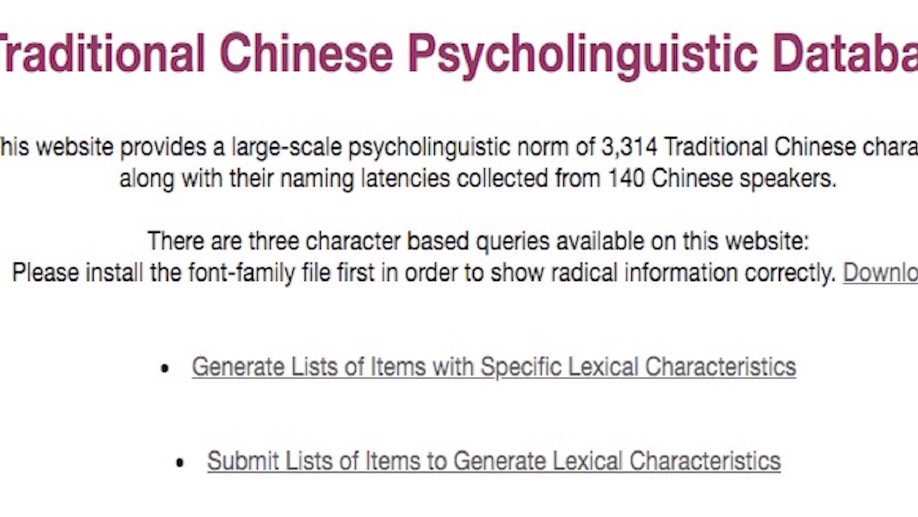 Traditional Chinese Psycholinguistic Databa
his website provides a large-scale psycholinguistic norm of 3,314 Traditional Chinese chara
along with their naming latencies collected from 140 Chinese speakers.
There are three character based queries available on this website:
Please install the font-family file first in order to show radical information correctly. Downlo
• Generate Lists of Items with Specific Lexical Characteristics
• Submit Lists of Items to Generate Lexical Characteristics